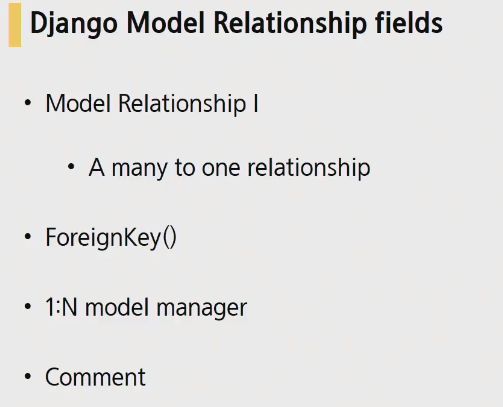 Django Model Relationship fields
• Model Relationship I
• A many to one relationship
• ForeignKey()
• 1:N model manager
• Comment